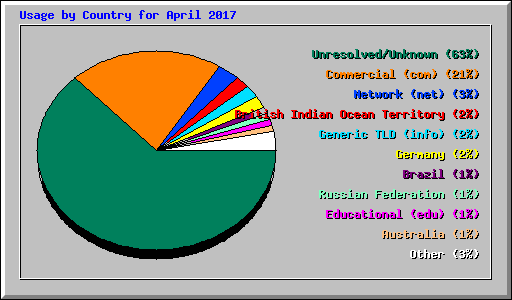 Usage by Country for April 2017
Unresolved/Unknown (63%)
Commercial (com) (21%)
Network (net) (3%)
British Indian Ocean Territory (2%)
Generic TLD (info) (2%)
Germany (2%)
Brazil (1%)
Russian Federation (1%)
Educational (edu) (1%)
Australia (1%)
Other (3%)